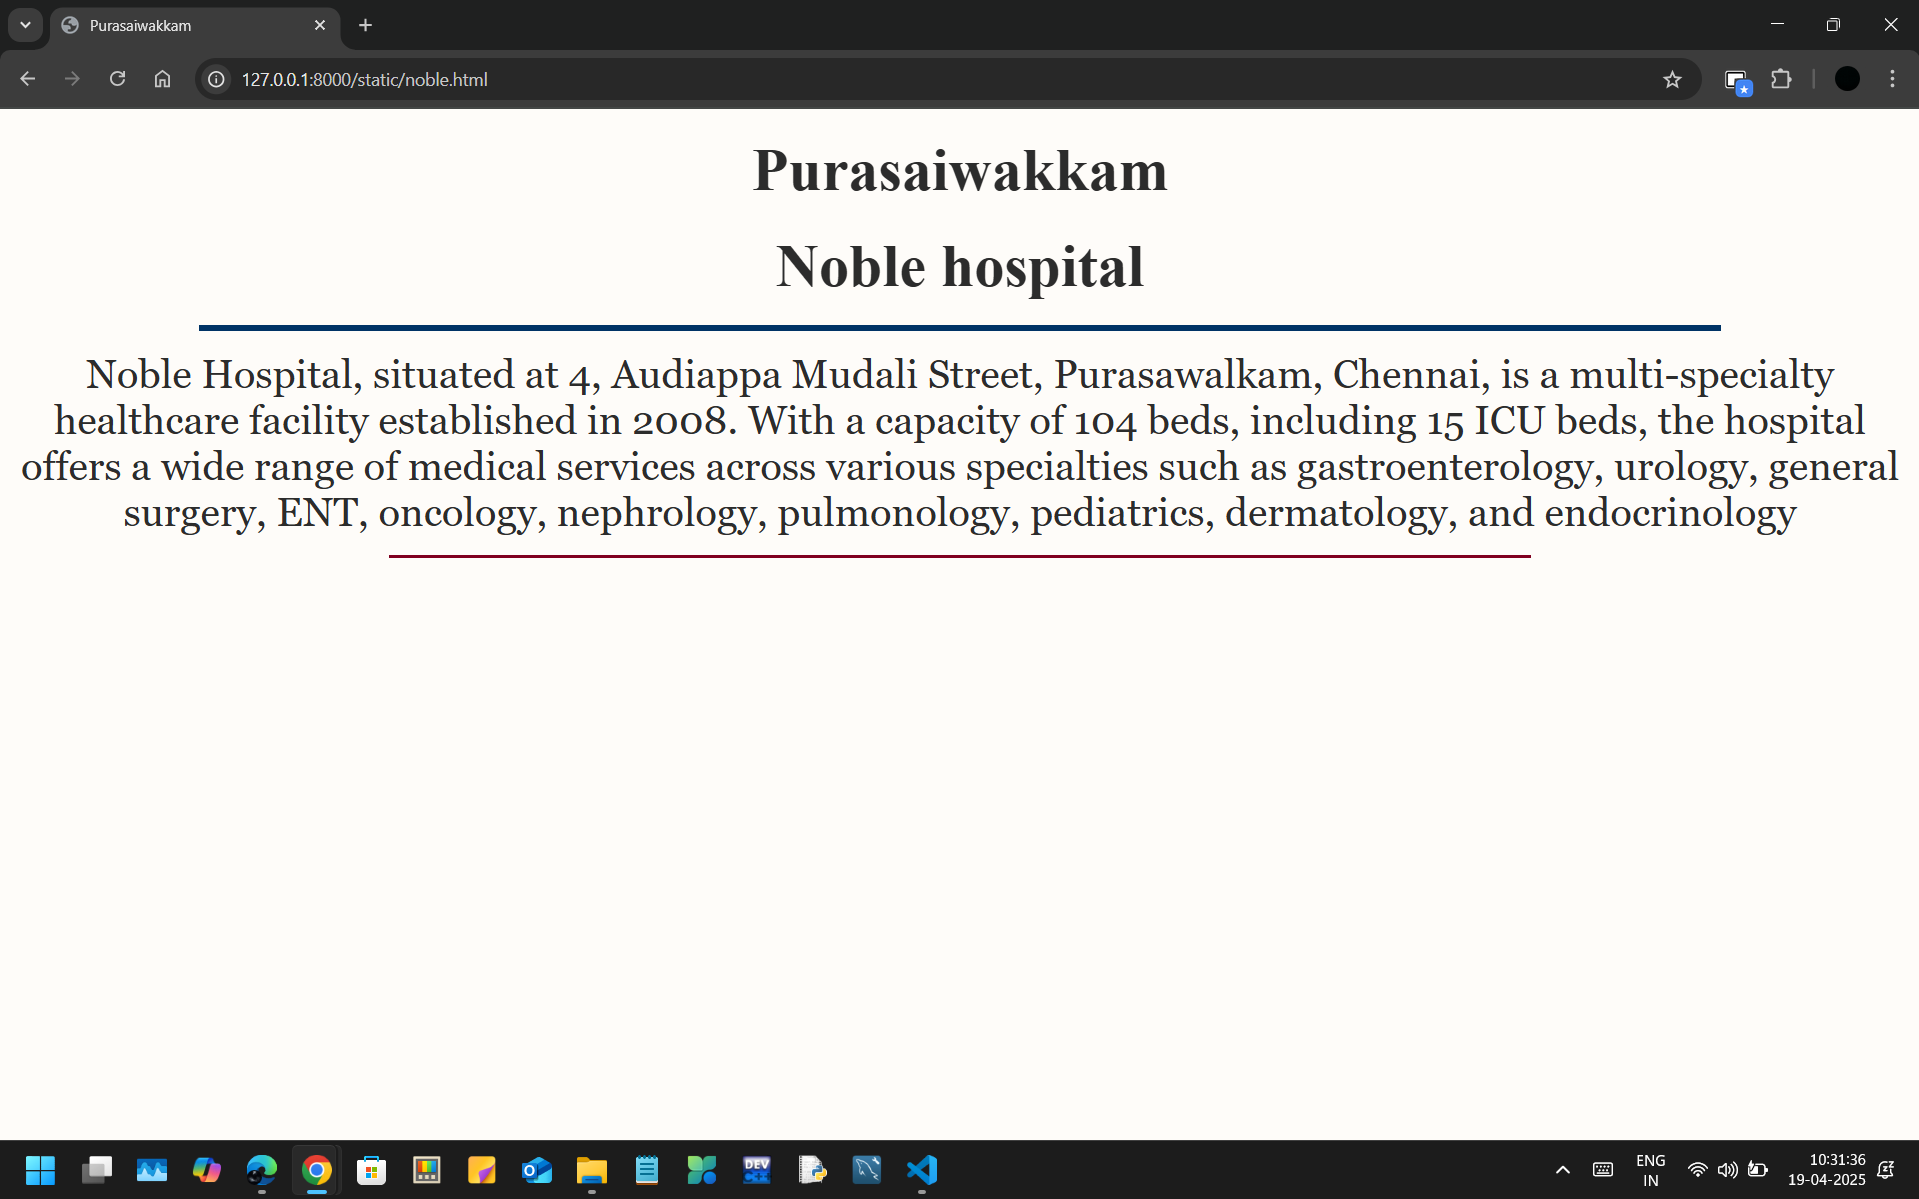 Purasaiwakkam
127.0.0.1:8000/static/noble.html
Purasaiwakkam
Noble hospital
Noble Hospital, situated at 4, Audiappa Mudali Street, Purasawalkam, Chennai, is a multi-specialty
healthcare facility established in 2008. With a capacity of 104 beds, including 15 ICU beds, the hospital
offers a wide range of medical services across various specialties such as gastroenterology, urology, general
surgery, ENT, oncology, nephrology, pulmonology, pediatrics, dermatology, and endocrinology
DEV
C++
ENG
IN
10:31:36
19-04-2025